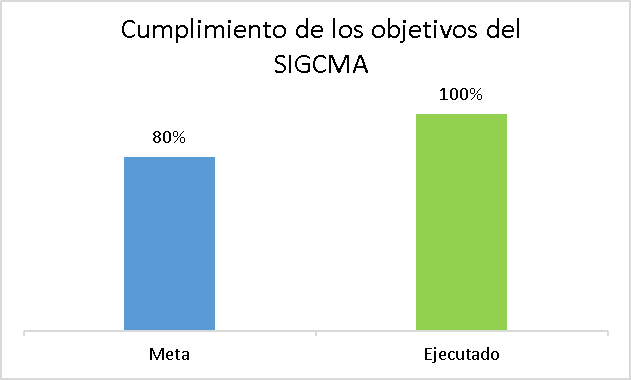 Cumplimiento de los objetivos del
SIGCMA
100%
80%
Meta
Ejecutado